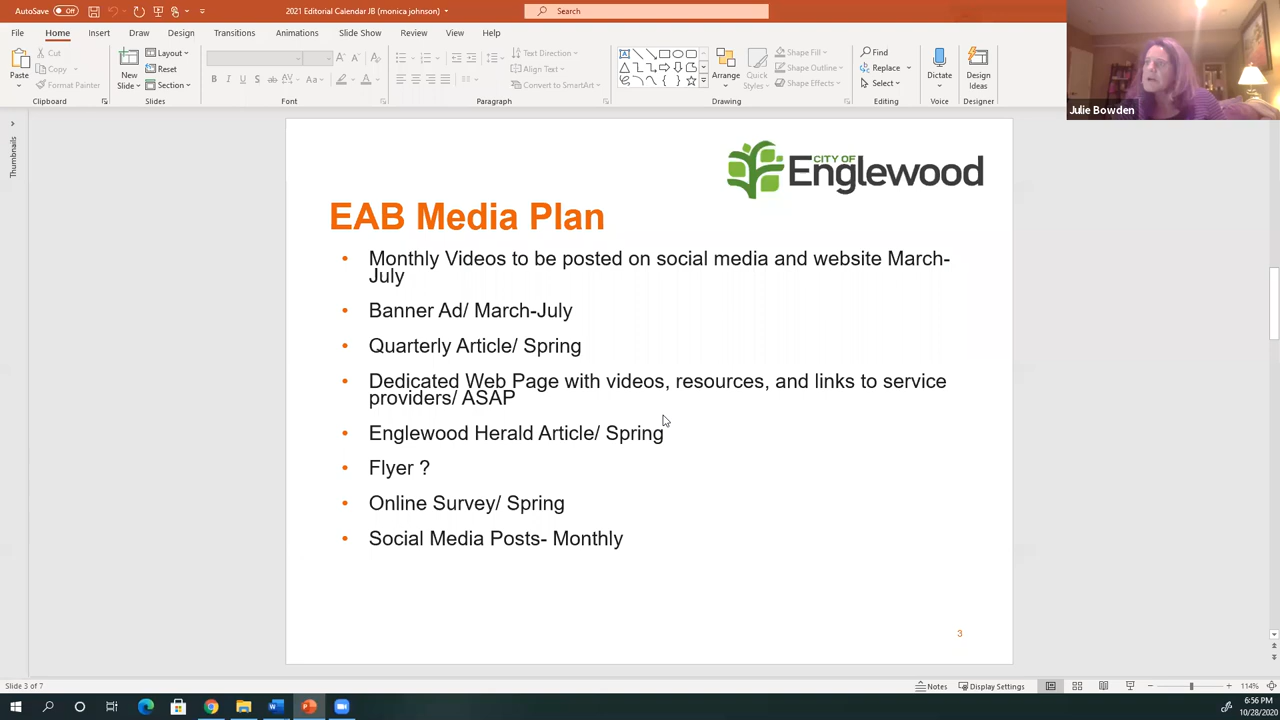 AutoSave Off
2021 Editorial Calendar JB (monica johnson)
Search
File Home Insert Draw Design Transitions Animations Slide Show Review View Help
Paste
Cut
Copy
Format Painter
Clipboard
New
Slide
Layout
Reset
Section
Slides
Font
Text Direction
Align Text
Convert to SmartArt
Paragraph
Arrange
Quick
Styles
Shape Fill
Shape Outline
Shape Effects
Drawing
Find
Replace
Select
Editing
Dictate
Voice
Design
Ideas
Designer
Julie Bowden
Thumbnails
CITY OF
Englewood
EAB Media Plan
• Monthly Videos to be posted on social media and website March-
July
• Banner Ad/ March-July
• Quarterly Article/ Spring
• Dedicated Web Page with videos, resources, and links to service
providers/ ASAP
• Englewood Herald Article/ Spring
• Flyer ?
• Online Survey/ Spring
• Social Media Posts- Monthly
3
Slide 3 of 7
Notes
Display Settings
114%
6:56 PM
10/28/2020